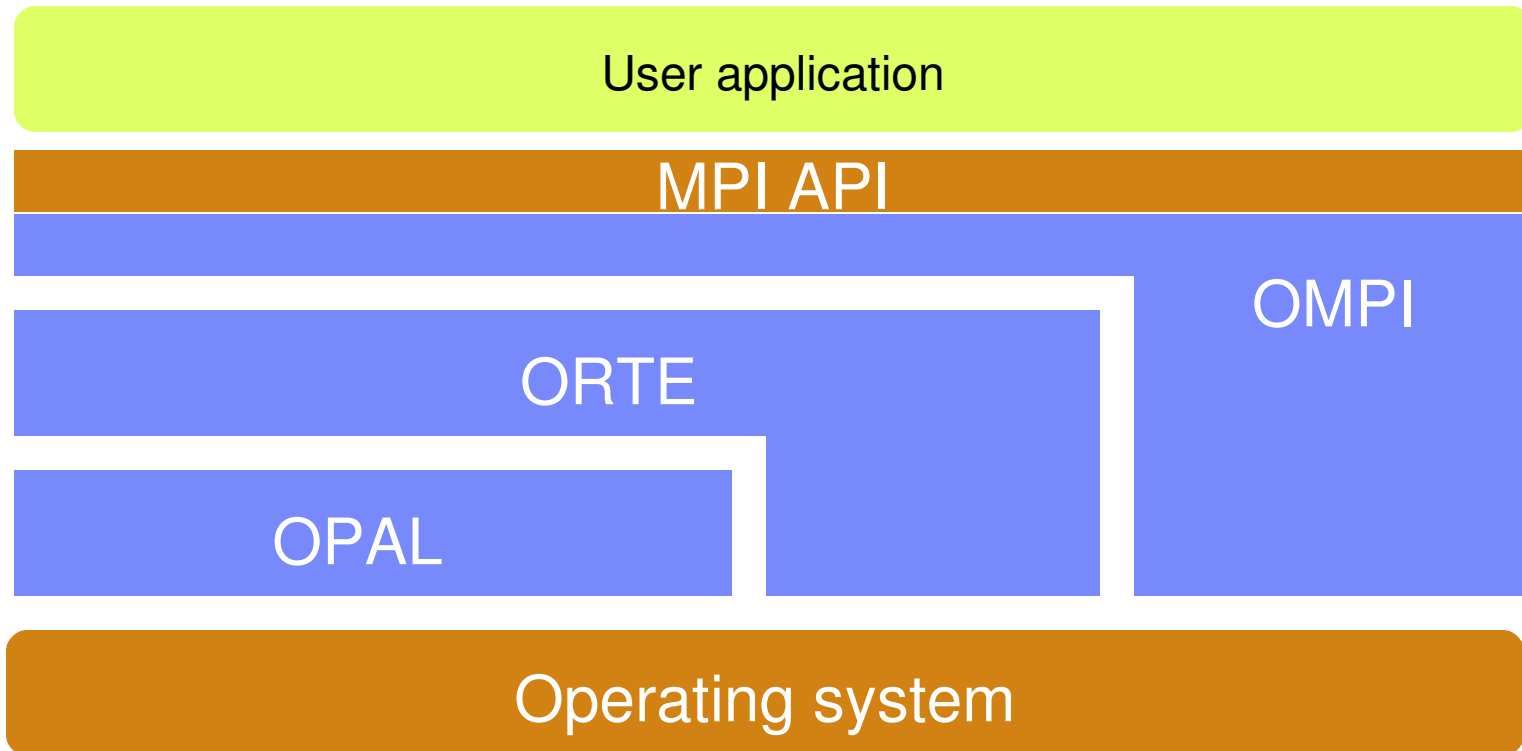 User application
MPI API
OMPI
ORTE
OPAL
Operating system